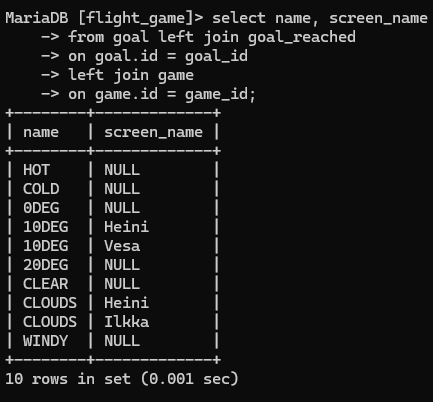 MariaDB [flight_game]> select name, screen_name
    -> from goal left join goal_reached
    -> on goal.id = goal_id
    -> left join game
    -> on game.id = game_id;
+--------+-------------+
| name   | screen_name |
+--------+-------------+
| HOT    | NULL        |
| COLD   | NULL        |
| 0DEG   | NULL        |
| 10DEG  | Heini       |
| 10DEG  | Vesa        |
| 20DEG  | NULL        |
| CLEAR  | NULL        |
| CLOUDS | Heini       |
| CLOUDS | Ilkka       |
| WINDY  | NULL        |
+--------+-------------+
10 rows in set (0.001 sec)